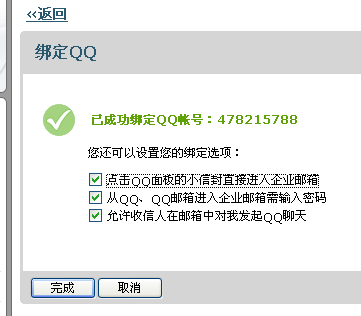 «返回
绑定QQ
已成功绑定QQ帐号：478215788
您还可以设置您的绑定选项：
点击QQ面板的小信封直接进入企业邮箱
从QQ、QQ邮箱进入企业邮箱需输入密码
允许收信人在邮箱中对我发起QQ聊天
完成 取消